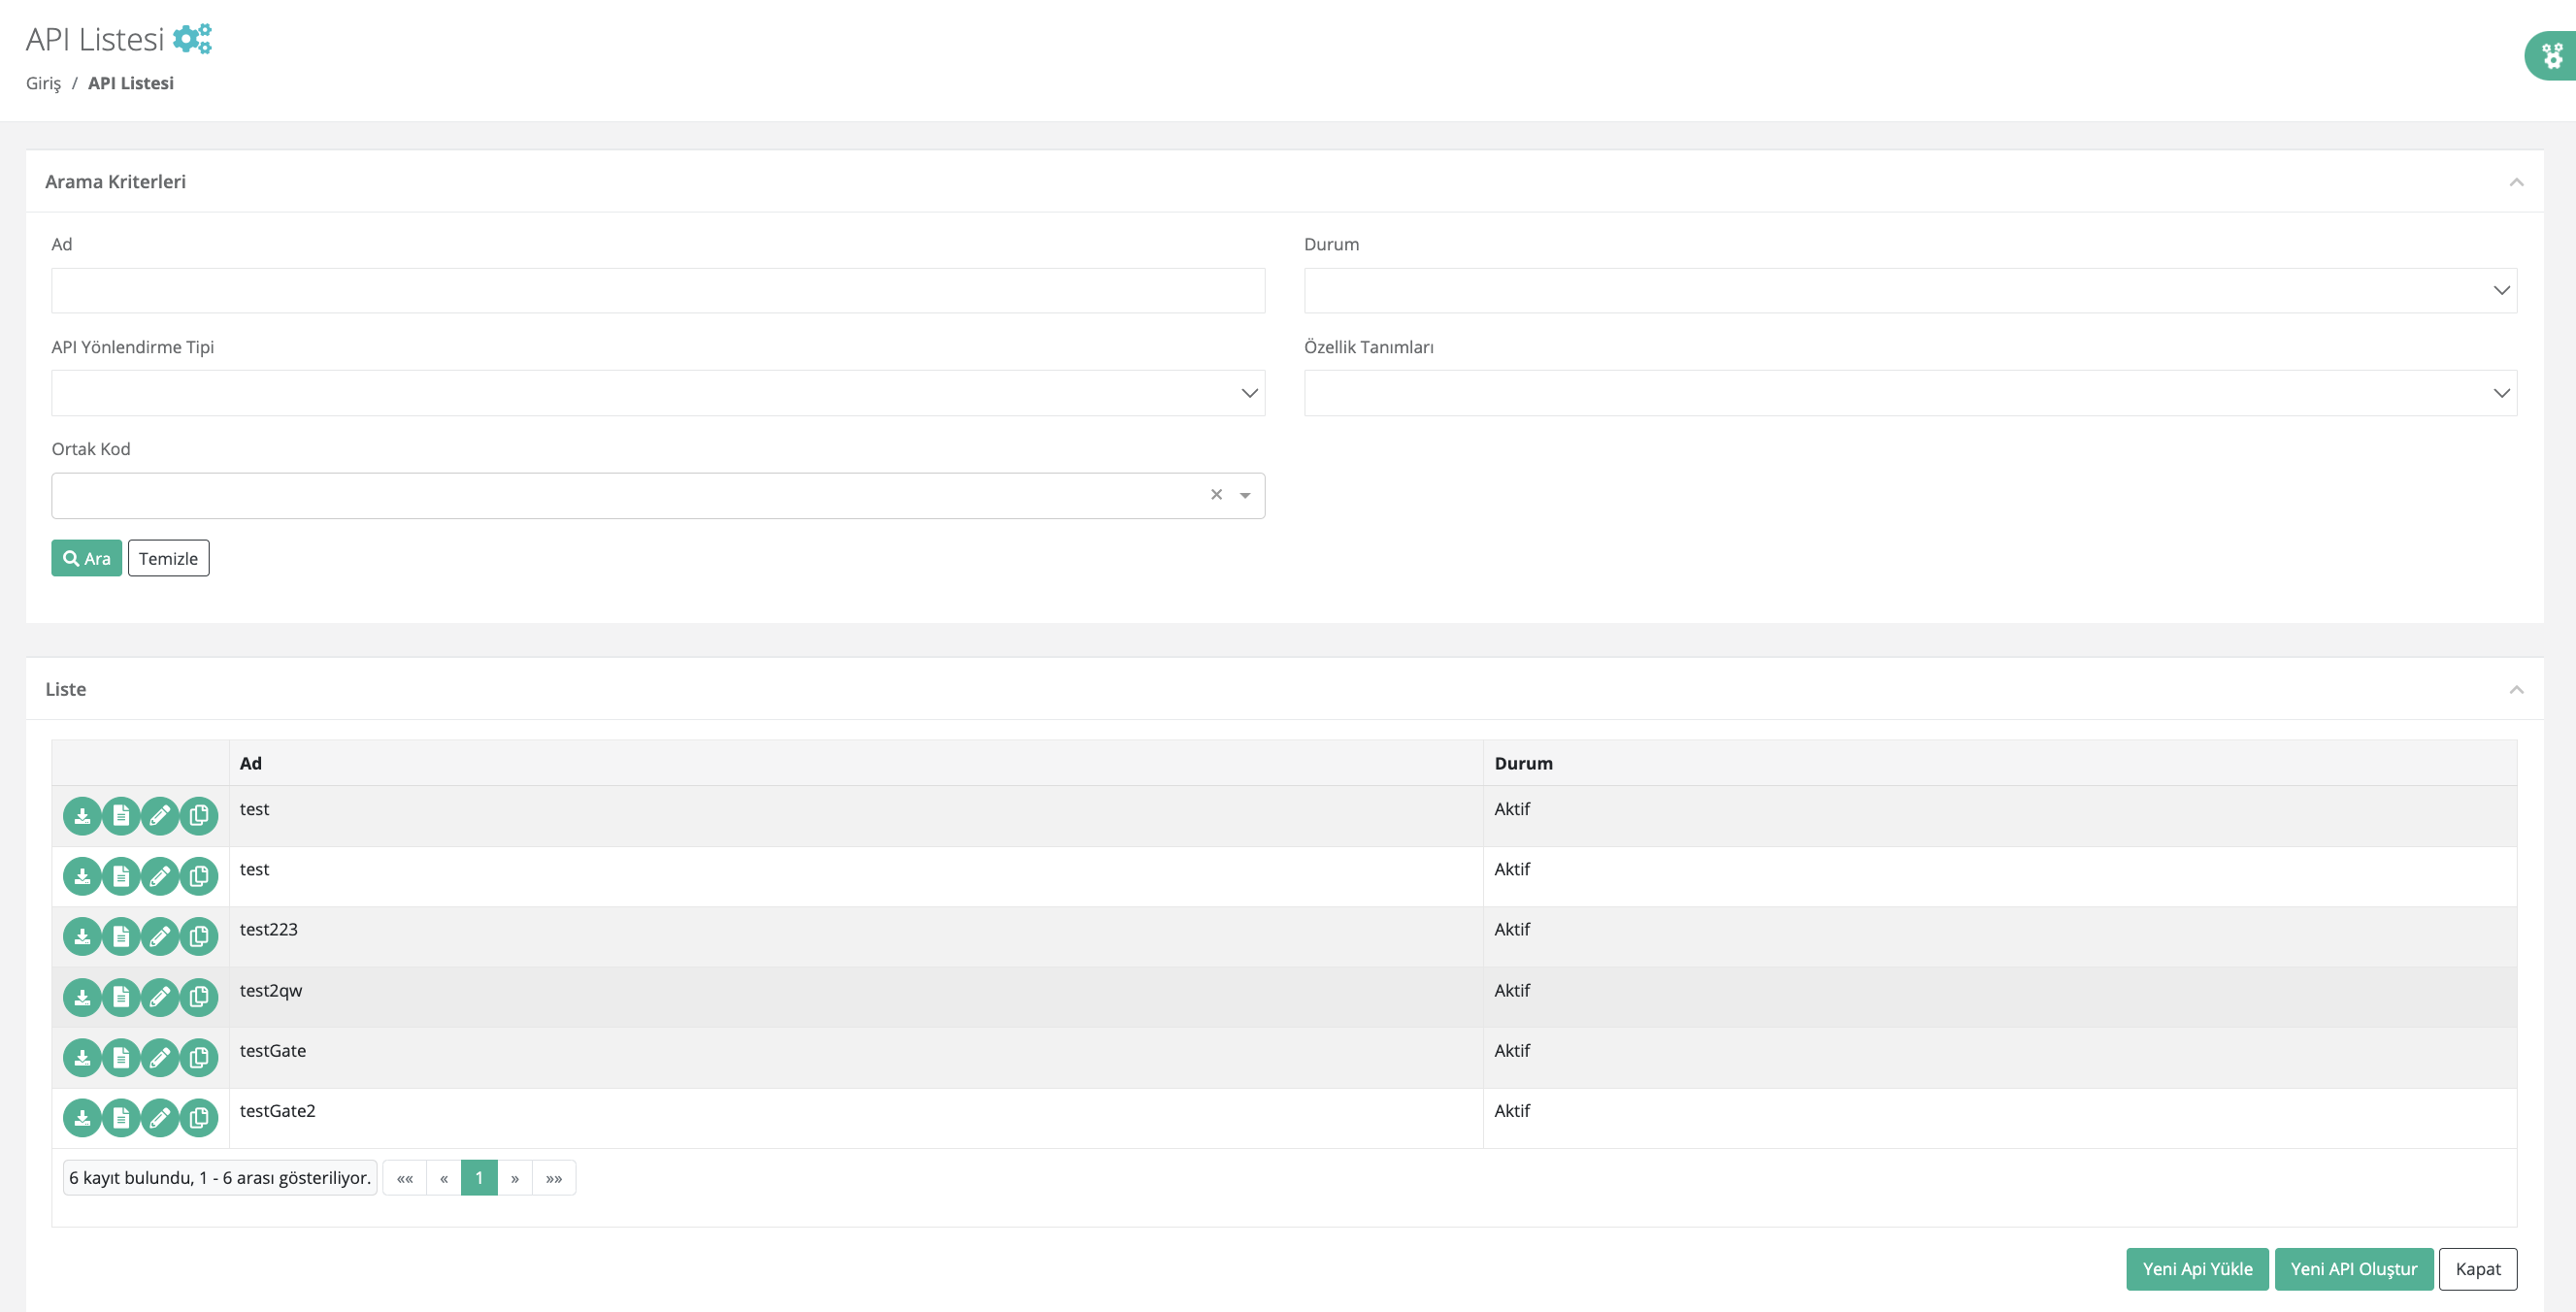 API Listesi
Giriş / API Listesi
Arama Kriterleri
Ad
Durum
API Yönlendirme Tipi
Özellik Tanımları
Ortak Kod
Ara
Temizle
Liste
Ad Durum
test Aktif
test Aktif
test223 Aktif
test2qw Aktif
testGate Aktif
testGate2 Aktif
6 kayıt bulundu, 1 - 6 arası gösteriliyor. «« « 1 » »»
Yeni Api Yükle Yeni API Oluştur Kapat